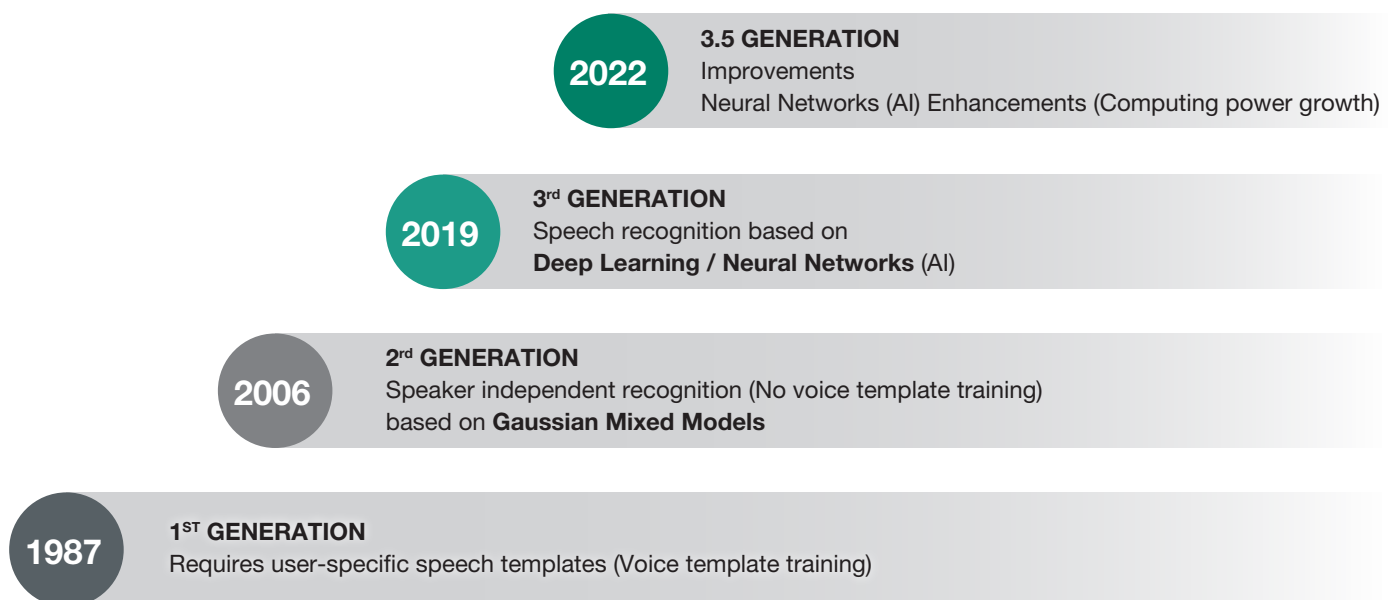 2022
3.5 GENERATION
Improvements
Neural Networks (AI) Enhancements (Computing power growth)
2019
3rd GENERATION
Speech recognition based on
Deep Learning / Neural Networks (AI)
2006
2rd GENERATION
Speaker independent recognition (No voice template training)
based on Gaussian Mixed Models
1987
1ST GENERATION
Requires user-specific speech templates (Voice template training)